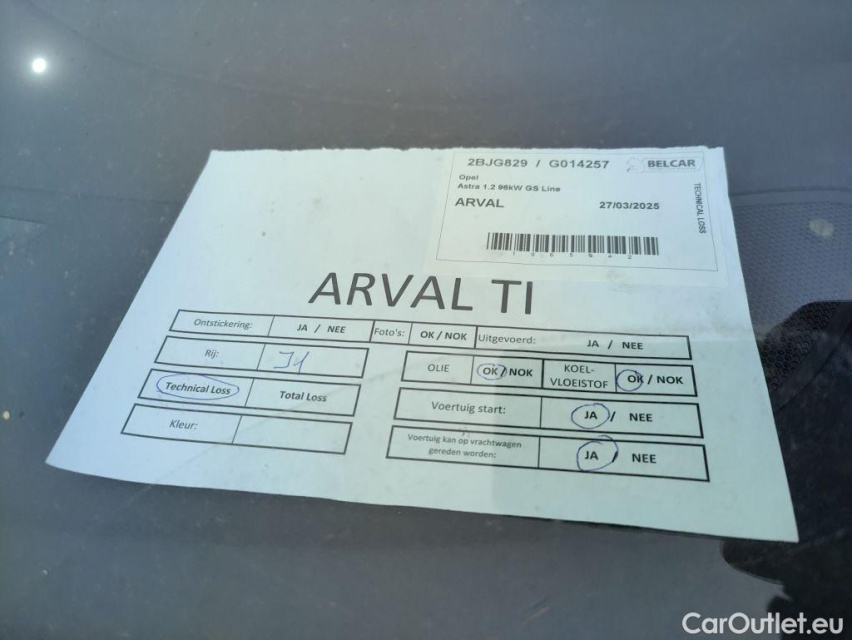 2BJG829 / G014257 BELCAR
Opel
Astra 1.2 96kW GS Line
ARVAL 27/03/2025
TECHNICAL LOSS
ARVAL TI
Ontstickering: JA / NEE Foto's: OK / NOK Uitgevoerd: JA / NEE
Rij: J1
OLIE OK / NOK KOEL-
VLOEISTOF OK / NOK
Technical Loss Total Loss
Voertuig start: JA / NEE
Kleur:
Voertuig kan op vrachtwagen
gereden worden: JA / NEE
CarOutlet.eu